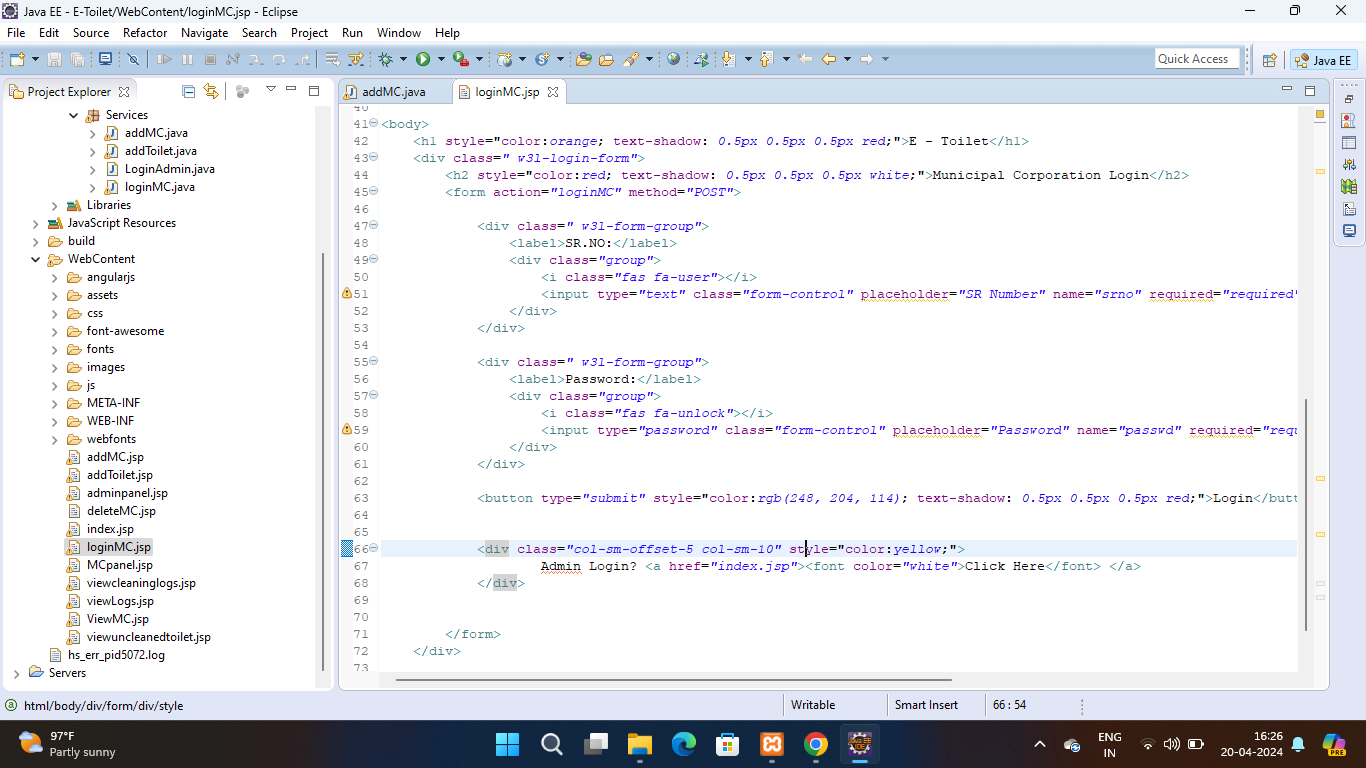 Java EE - E-Toilet/WebContent/loginMC.jsp - Eclipse
File Edit Source Refactor Navigate Search Project Run Window Help
Quick Access
Java EE
Project Explorer
Services
addMC.java
addToilet.java
LoginAdmin.java
loginMC.java
Libraries
JavaScript Resources
build
WebContent
angularjs
assets
css
font-awesome
fonts
images
js
META-INF
WEB-INF
webfonts
addMC.jsp
addToilet.jsp
adminpanel.jsp
deleteMC.jsp
index.jsp
loginMC.jsp
MCpanel.jsp
viewcleaninglogs.jsp
viewLogs.jsp
ViewMC.jsp
viewuncleanedtoilet.jsp
hs_err_pid5072.log
Servers
addMC.java loginMC.jsp
40
41 <body>
42 <h1 style="color:orange; text-shadow: 0.5px 0.5px 0.5px red;">E - Toilet</h1>
43 <div class=" w3l-login-form">
44 <h2 style="color:red; text-shadow: 0.5px 0.5px 0.5px white;">Municipal Corporation Login</h2>
45 <form action="loginMC" method="POST">
46
47 <div class=" w3l-form-group">
48 <label>SR.NO:</label>
49 <div class="group">
50 <i class="fas fa-user"></i>
51 <input type="text" class="form-control" placeholder="SR Number" name="srno" required="required"
52 </div>
53 </div>
54
55 <div class=" w3l-form-group">
56 <label>Password:</label>
57 <div class="group">
58 <i class="fas fa-unlock"></i>
59 <input type="password" class="form-control" placeholder="Password" name="passwd" required="requ
60 </div>
61 </div>
62
63 <button type="submit" style="color:rgb(248, 204, 114); text-shadow: 0.5px 0.5px 0.5px red;">Login</butt
64
65
66 <div class="col-sm-offset-5 col-sm-10" style="color:yellow;">
67 Admin Login? <a href="index.jsp"><font color="white">Click Here</font> </a>
68 </div>
69
70
71 </form>
72 </div>
73
html/body/div/form/div/style
Writable
Smart Insert
66 : 54
97°F
Partly sunny
ENG
IN
16:26
20-04-2024
PRE